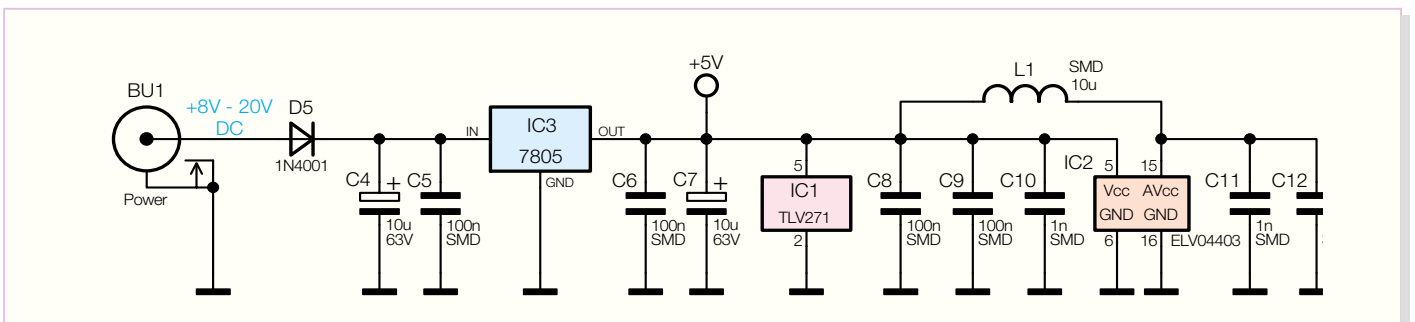 BU1
+8V - 20V
DC
Power
D5
1N4001
C4
+
10u
63V
C5
100n
SMD
IN
IC3
7805
OUT
GND
C6
100n
SMD
+5V
C7
+
10u
63V
5
IC1
TLV271
2
C8
100n
SMD
C9
100n
SMD
C10
1n
SMD
L1
SMD
10u
IC2
5
15
Vcc
AVcc
GND
GND
6
16
ELV04403
C11
1n
SMD
C12